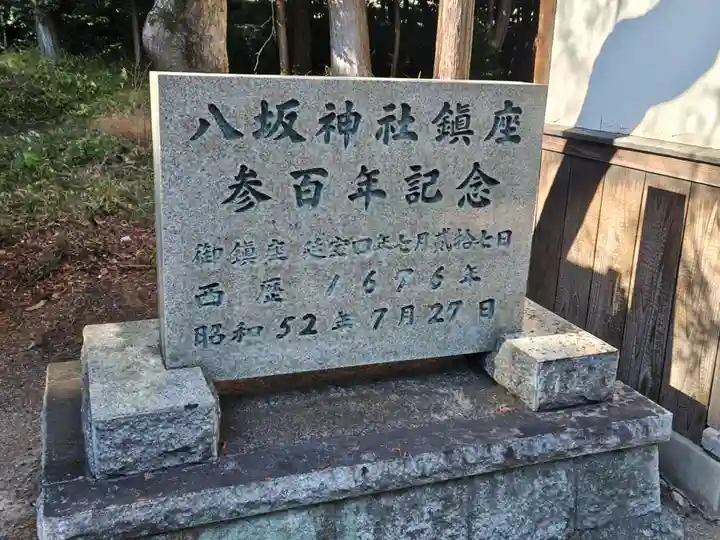 八坂神社鎮座
参百年記念
御鎮座 延宝四年七月貳拾七日
西歴 1676年
昭和52年7月27日